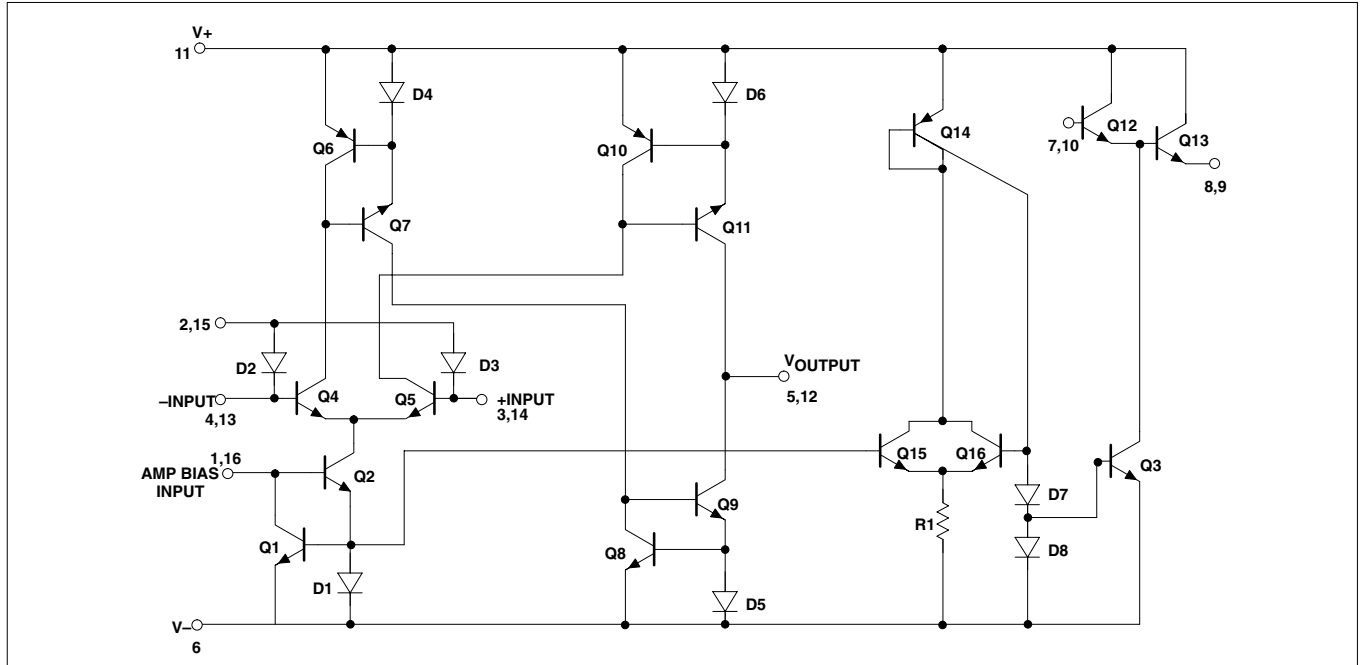 V+
11
D4
D6
Q6
Q10
Q14
Q12
Q13
7,10
8,9
Q7
Q11
2,15
D2
D3
VOUTPUT
5,12
–INPUT
4,13
Q4
Q5
+INPUT
3,14
1,16
AMP BIAS
INPUT
Q2
Q15
Q16
Q3
Q9
D7
R1
Q1
Q8
D8
D1
D5
V–
6